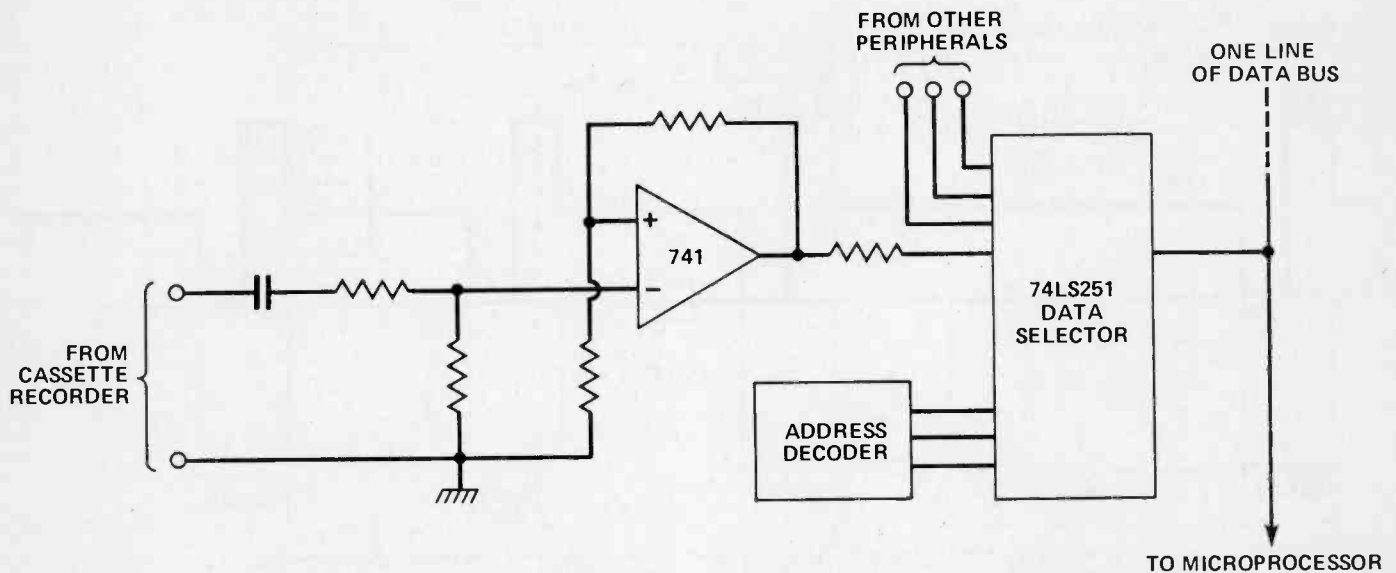 FROM OTHER
PERIPHERALS
ONE LINE
OF DATA BUS
+
741
−
74LS251
DATA
SELECTOR
FROM
CASSETTE
RECORDER
ADDRESS
DECODER
TO MICROPROCESSOR